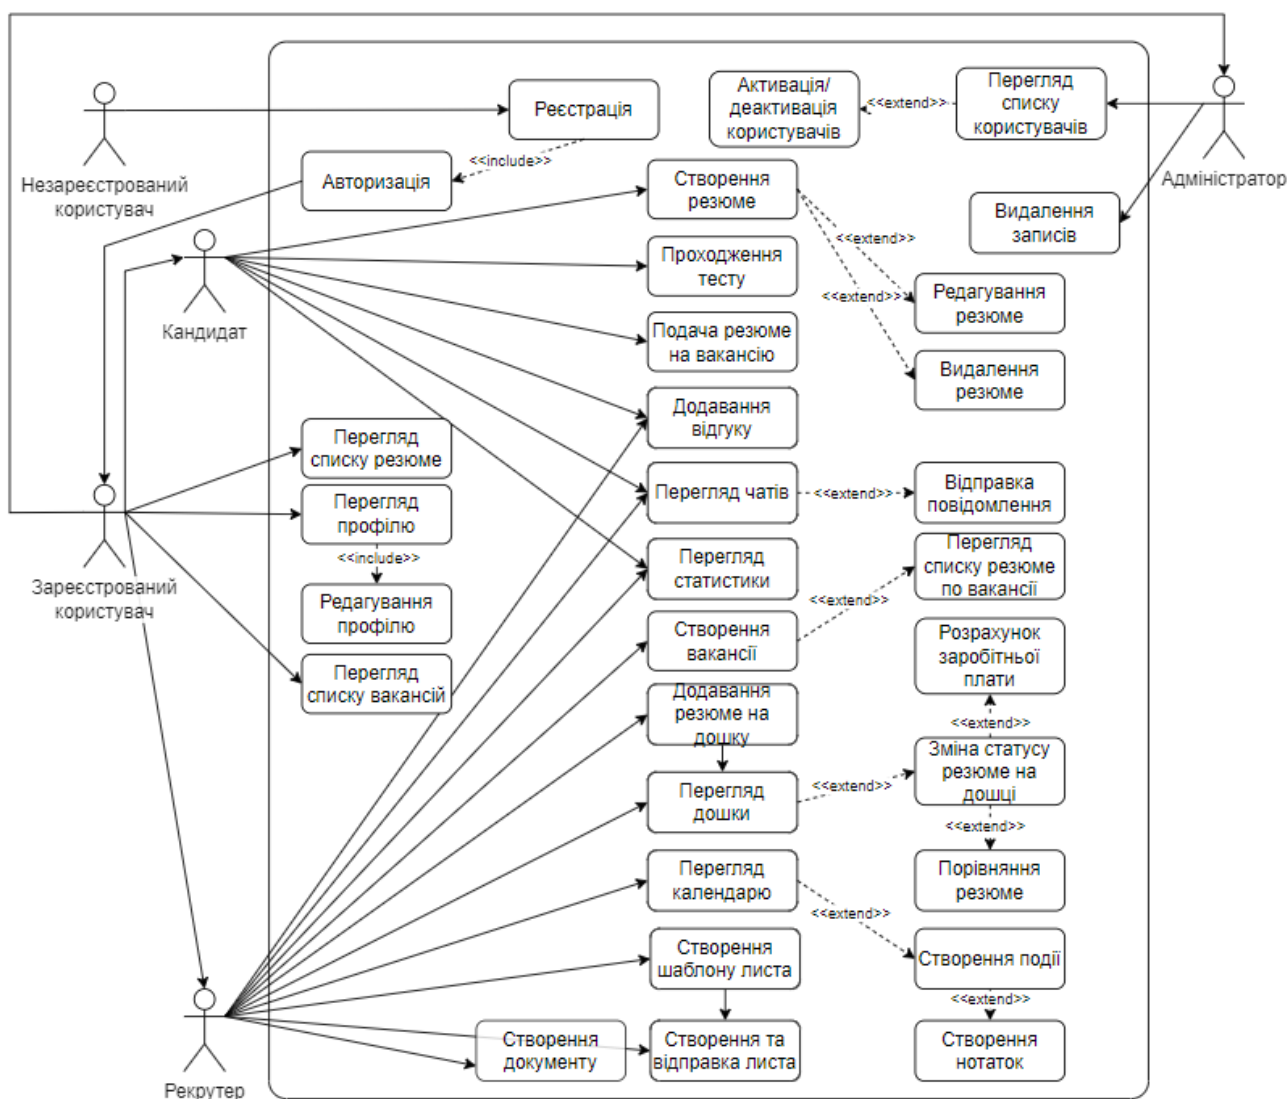 Незареєстрований
користувач
Реєстрація
<<include>>
Авторизація
Активація/
деактивація
користувачів
<<extend>>
Перегляд
списку
користувачів
Адміністратор
Видалення
записів
Кандидат
Створення
резюме
<<extend>>
<<extend>>
Редагування
резюме
Видалення
резюме
Проходження
тесту
Подача резюме
на вакансію
Додавання
відгуку
Перегляд
списку резюме
Перегляд
профілю
<<include>>
Редагування
профілю
Перегляд
списку вакансій
Зареєстрований
користувач
Перегляд чатів
<<extend>>
Відправка
повідомлення
Перегляд
статистики
Створення
вакансії
<<extend>>
Перегляд
списку резюме
по вакансії
Розрахунок
заробітньої
плати
<<extend>>
Додавання
резюме на
дошку
Перегляд
дошки
<<extend>>
Зміна статусу
резюме на
дошці
<<extend>>
Порівняння
резюме
Перегляд
календарю
<<extend>>
Створення події
<<extend>>
Створення
нотаток
Створення
шаблону листа
Створення та
відправка листа
Створення
документу
Рекрутер